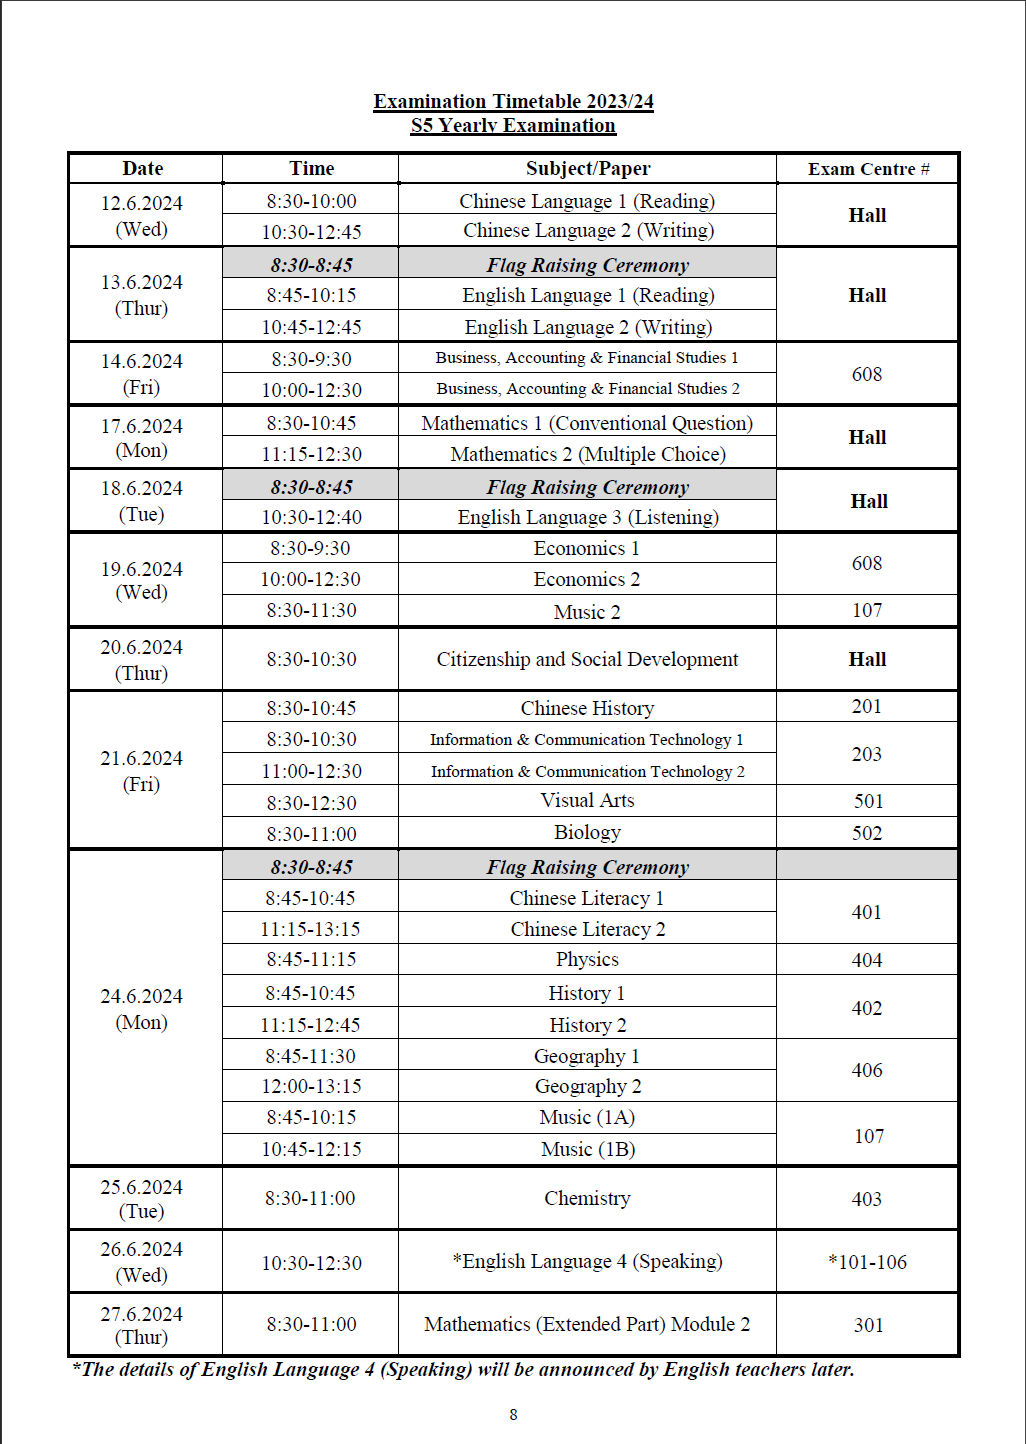 Examination Timetable 2023/24
S5 Yearly Examination
Date Time Subject/Paper Exam Centre #
12.6.2024 (Wed) 8:30-10:00 Chinese Language 1 (Reading) Hall
10:30-12:45 Chinese Language 2 (Writing)
13.6.2024 (Thur) 8:30-8:45 Flag Raising Ceremony Hall
8:45-10:15 English Language 1 (Reading)
10:45-12:45 English Language 2 (Writing)
14.6.2024 (Fri) 8:30-9:30 Business, Accounting & Financial Studies 1 608
10:00-12:30 Business, Accounting & Financial Studies 2
17.6.2024 (Mon) 8:30-10:45 Mathematics 1 (Conventional Question) Hall
11:15-12:30 Mathematics 2 (Multiple Choice)
18.6.2024 (Tue) 8:30-8:45 Flag Raising Ceremony Hall
10:30-12:40 English Language 3 (Listening)
19.6.2024 (Wed) 8:30-9:30 Economics 1 608
10:00-12:30 Economics 2
8:30-11:30 Music 2 107
20.6.2024 (Thur) 8:30-10:30 Citizenship and Social Development Hall
21.6.2024 (Fri) 8:30-10:45 Chinese History 201
8:30-10:30 Information & Communication Technology 1 203
11:00-12:30 Information & Communication Technology 2
8:30-12:30 Visual Arts 501
8:30-11:00 Biology 502
24.6.2024 (Mon) 8:30-8:45 Flag Raising Ceremony
8:45-10:45 Chinese Literacy 1 401
11:15-13:15 Chinese Literacy 2
8:45-11:15 Physics 404
8:45-10:45 History 1 402
11:15-12:45 History 2
8:45-11:30 Geography 1 406
12:00-13:15 Geography 2
8:45-10:15 Music (1A) 107
10:45-12:15 Music (1B)
25.6.2024 (Tue) 8:30-11:00 Chemistry 403
26.6.2024 (Wed) 10:30-12:30 *English Language 4 (Speaking) *101-106
27.6.2024 (Thur) 8:30-11:00 Mathematics (Extended Part) Module 2 301
*The details of English Language 4 (Speaking) will be announced by English teachers later.
8